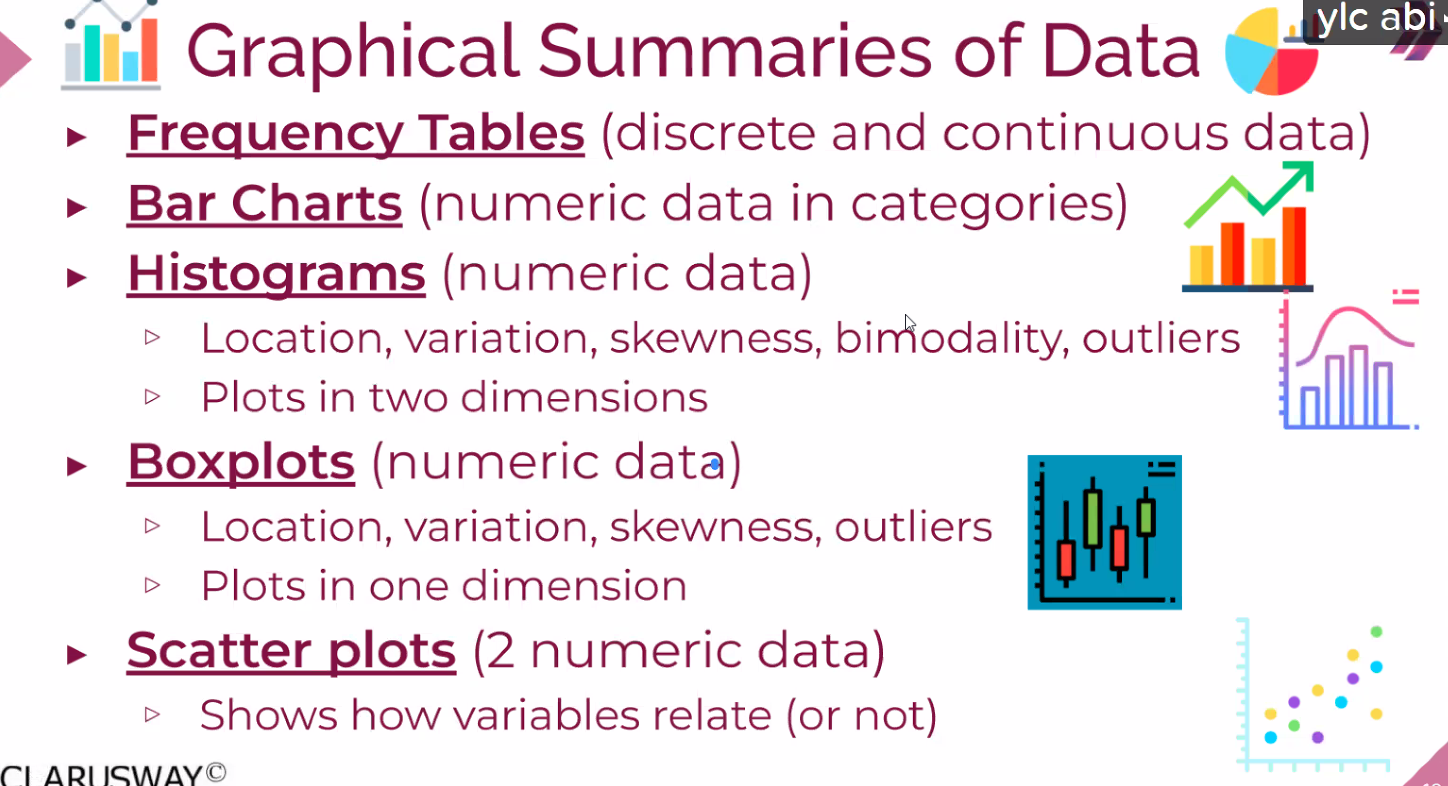 ylc abi
Graphical Summaries of Data
► Frequency Tables (discrete and continuous data)
► Bar Charts (numeric data in categories)
► Histograms (numeric data)
▷ Location, variation, skewness, bimodality, outliers
▷ Plots in two dimensions
► Boxplots (numeric data)
▷ Location, variation, skewness, outliers
▷ Plots in one dimension
► Scatter plots (2 numeric data)
▷ Shows how variables relate (or not)
CLARUSWAY©